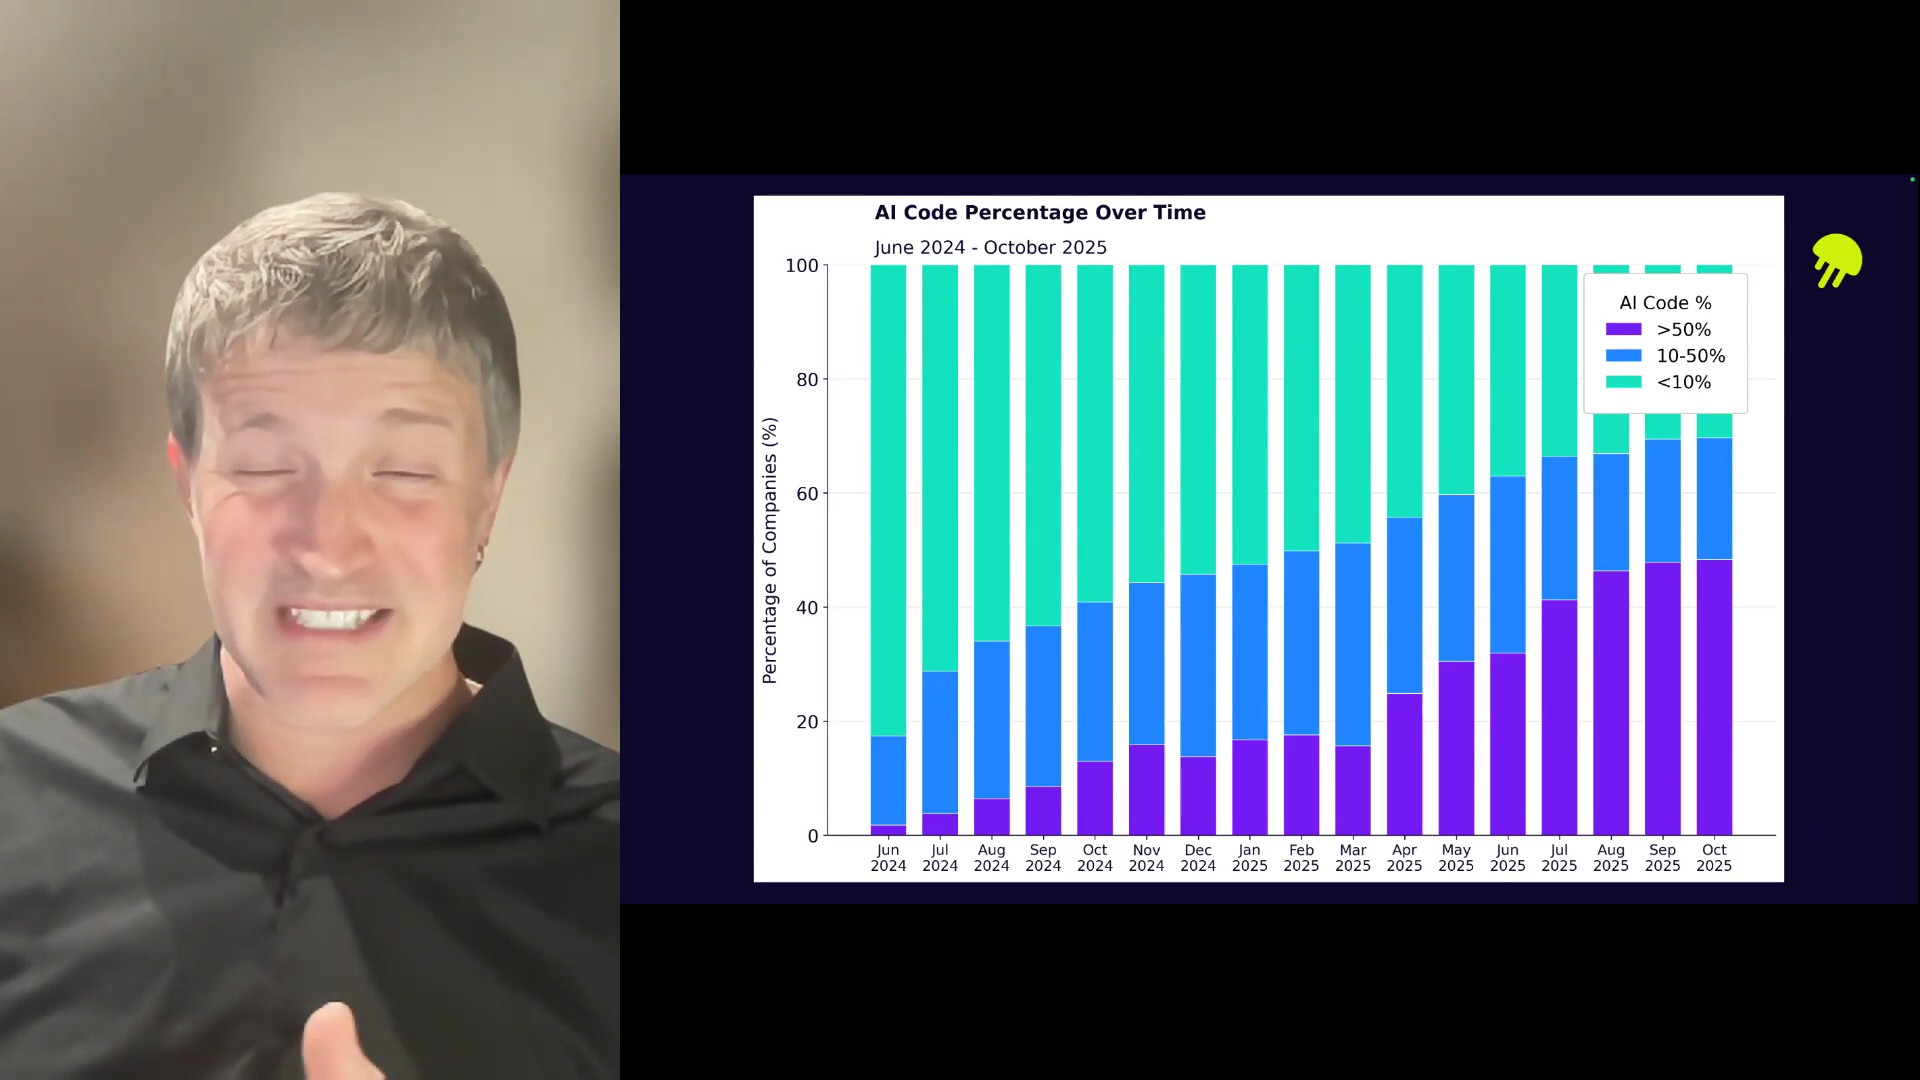 AI Code Percentage Over Time
June 2024 - October 2025
Percentage of Companies (%)
100
80
60
40
20
0
AI Code %
>50%
10-50%
<10%
Jun Jul Aug Sep Oct Nov Dec Jan Feb Mar Apr May Jun Jul Aug Sep Oct
2024 2024 2024 2024 2024 2024 2024 2025 2025 2025 2025 2025 2025 2025 2025 2025 2025